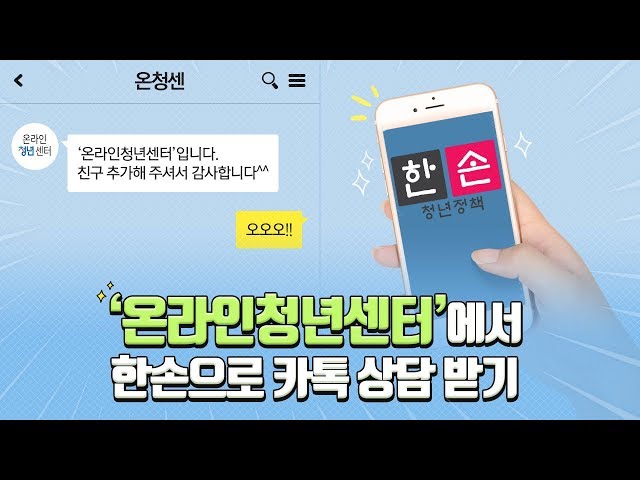 온청센
온라인
청년센터
‘온라인청년센터’입니다.
친구 추가해 주셔서 감사합니다^^
오오오!!
한손
청년정책
‘온라인청년센터’에서
한손으로 카톡 상담 받기